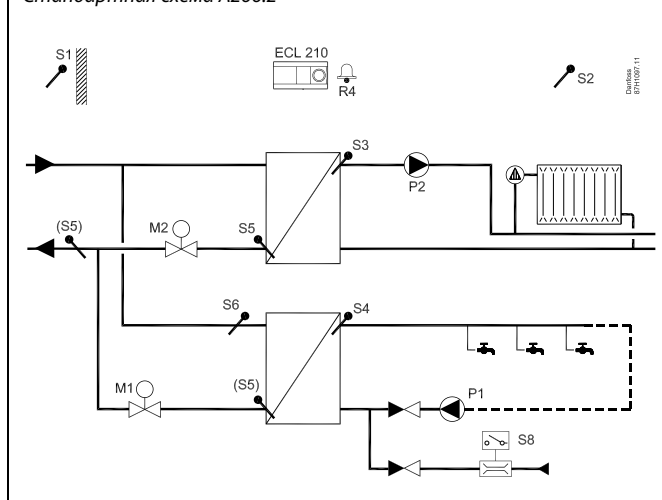 Стандартная схема A266.2
S1
ECL 210
R4
S2
Danfoss
87H1097.11
S3
P2
(S5)
M2
S5
S6
S4
M1
(S5)
P1
S8